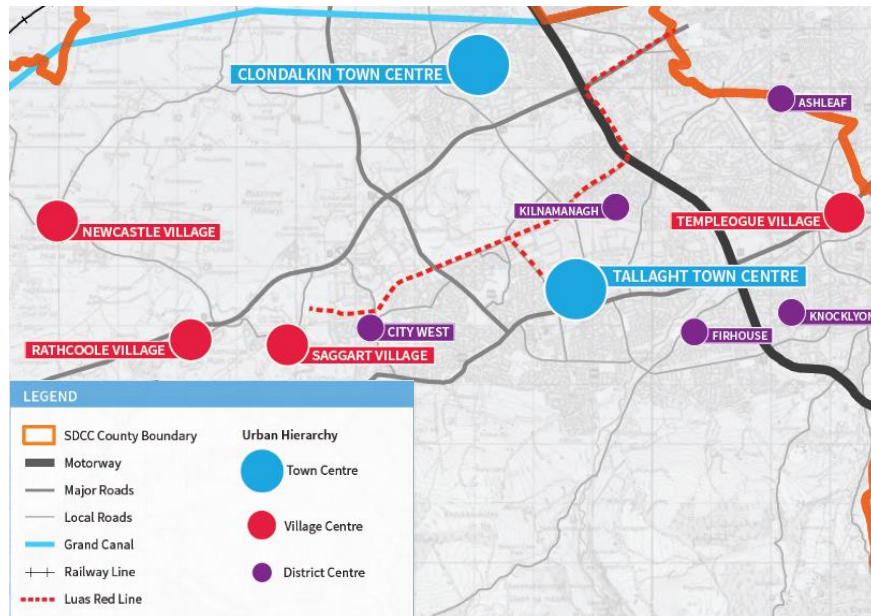 CLONDALKIN TOWN CENTRE
ASHLEAF
KILNAMANAGH
NEWCASTLE VILLAGE
TEMPLEOGUE VILLAGE
TALLAGHT TOWN CENTRE
KNOCKLYON
CITY WEST
FIRHOUSE
RATHCOOLE VILLAGE
SAGGART VILLAGE
LEGEND
SDCC County Boundary
Motorway
Major Roads
Local Roads
Grand Canal
Railway Line
Luas Red Line
Urban Hierarchy
Town Centre
Village Centre
District Centre